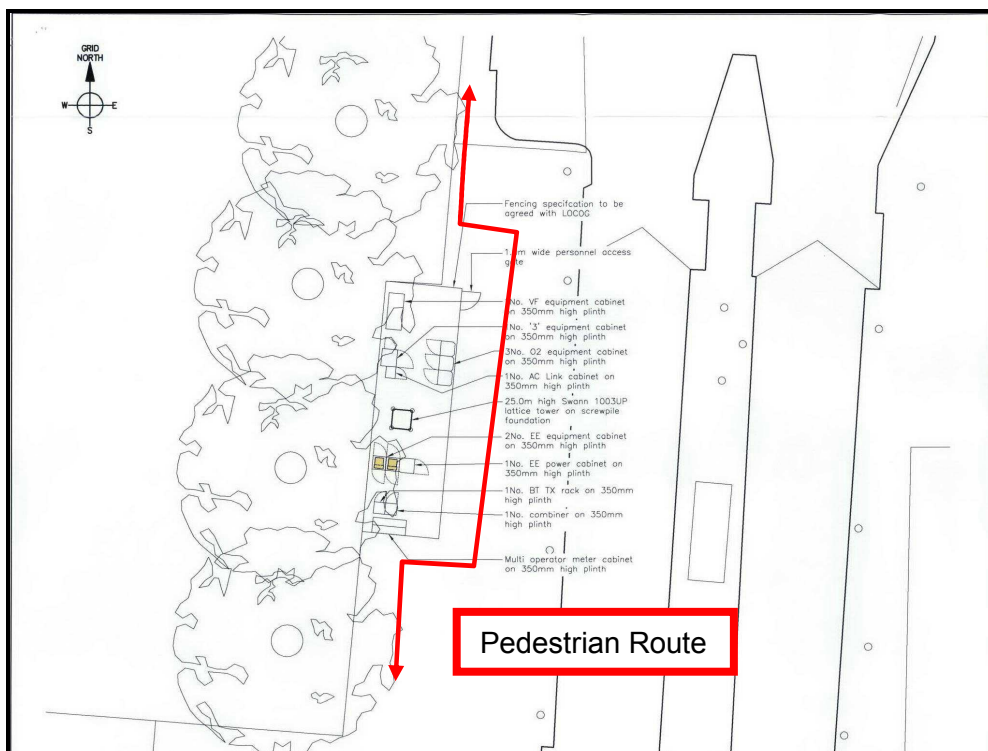 GRID
NORTH
W
E
S
Fencing specifcation to be
agreed with LOCOG
wide personnel access
1No. VF equipment cabinet
on 350mm high plinth
1No. '3' equipment cabinet
on 350mm high plinth
3No. O2 equipment cabinet
on 350mm high plinth
1No. AC Link cabinet on
350mm high plinth
25.0m high Swann 1003UP
lattice tower on screwpile
foundation
2No. EE equipment cabinet
on 350mm high plinth
1No. EE power cabinet on
350mm high plinth
1No. BT TX rack on 350mm
high plinth
1No. combiner on 350mm
high plinth
Multi operator meter cabinet
on 350mm high plinth
Pedestrian Route